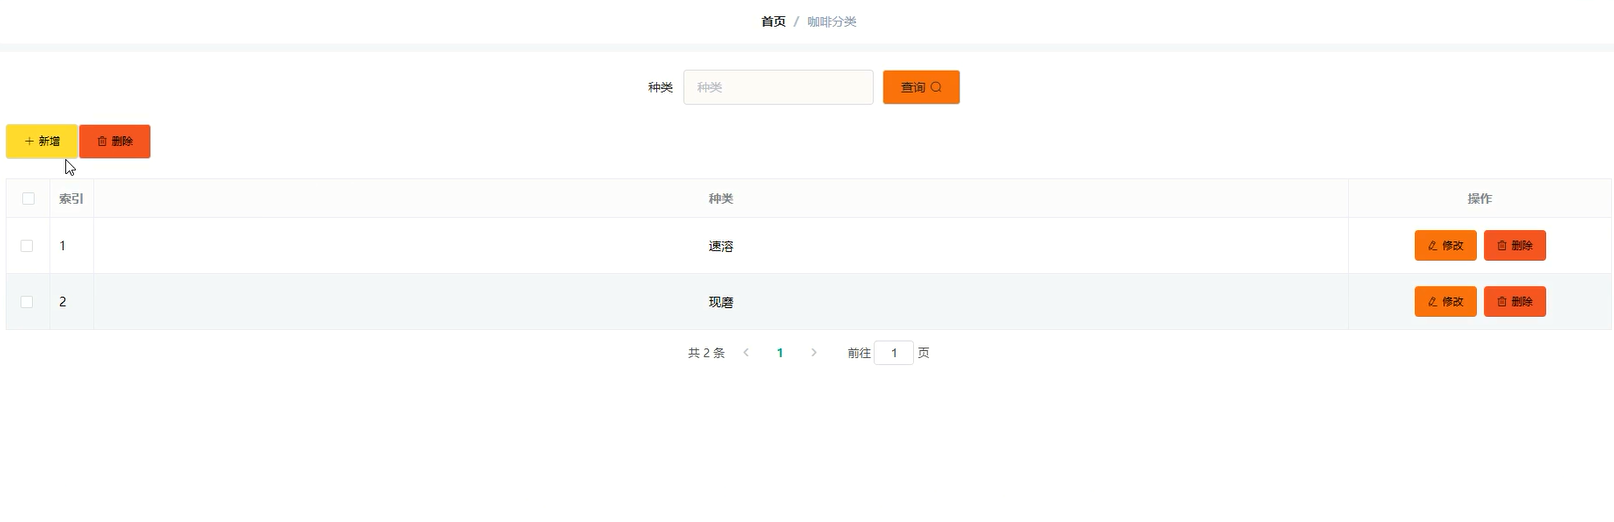 首页 / 咖啡分类
种类 种类 查询
新增 删除
索引 种类 操作
1 速溶 修改 删除
2 现磨 修改 删除
共 2 条 1 前往 1 页